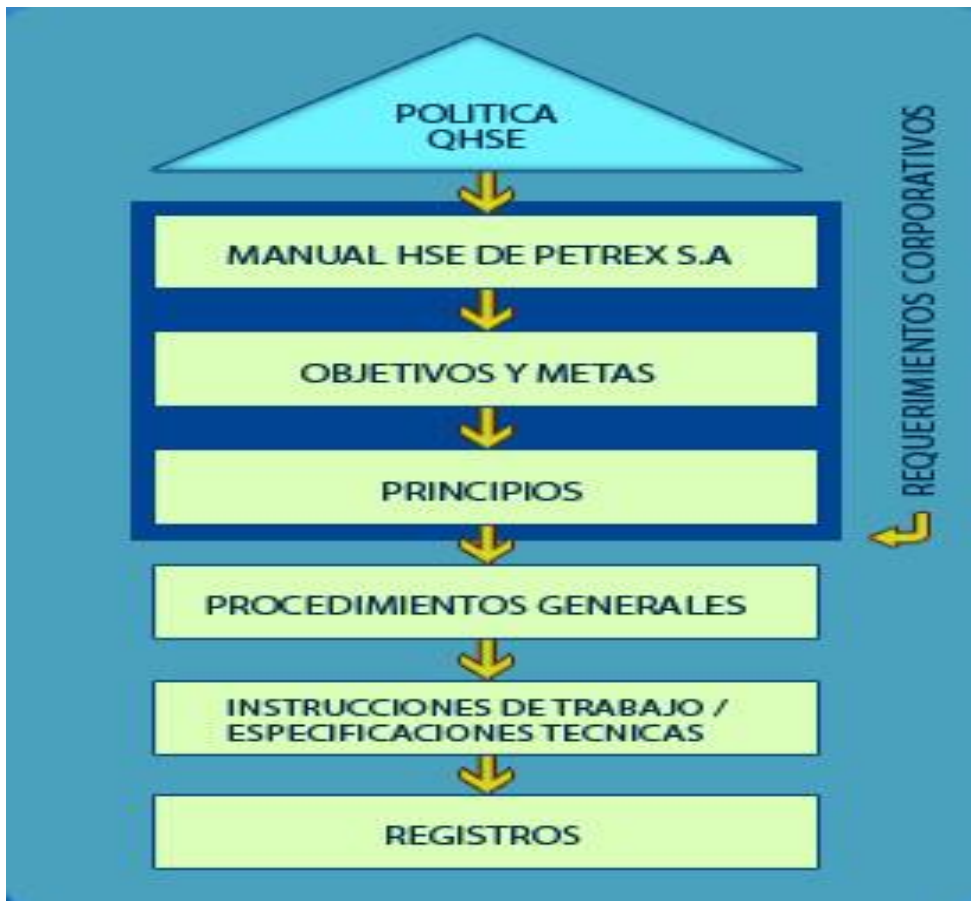 POLITICA
QHSE
MANUAL HSE DE PETREX S.A
OBJETIVOS Y METAS
PRINCIPIOS
PROCEDIMIENTOS GENERALES
INSTRUCCIONES DE TRABAJO /
ESPECIFICACIONES TECNICAS
REGISTROS
REQUERIMIENTOS CORPORATIVOS